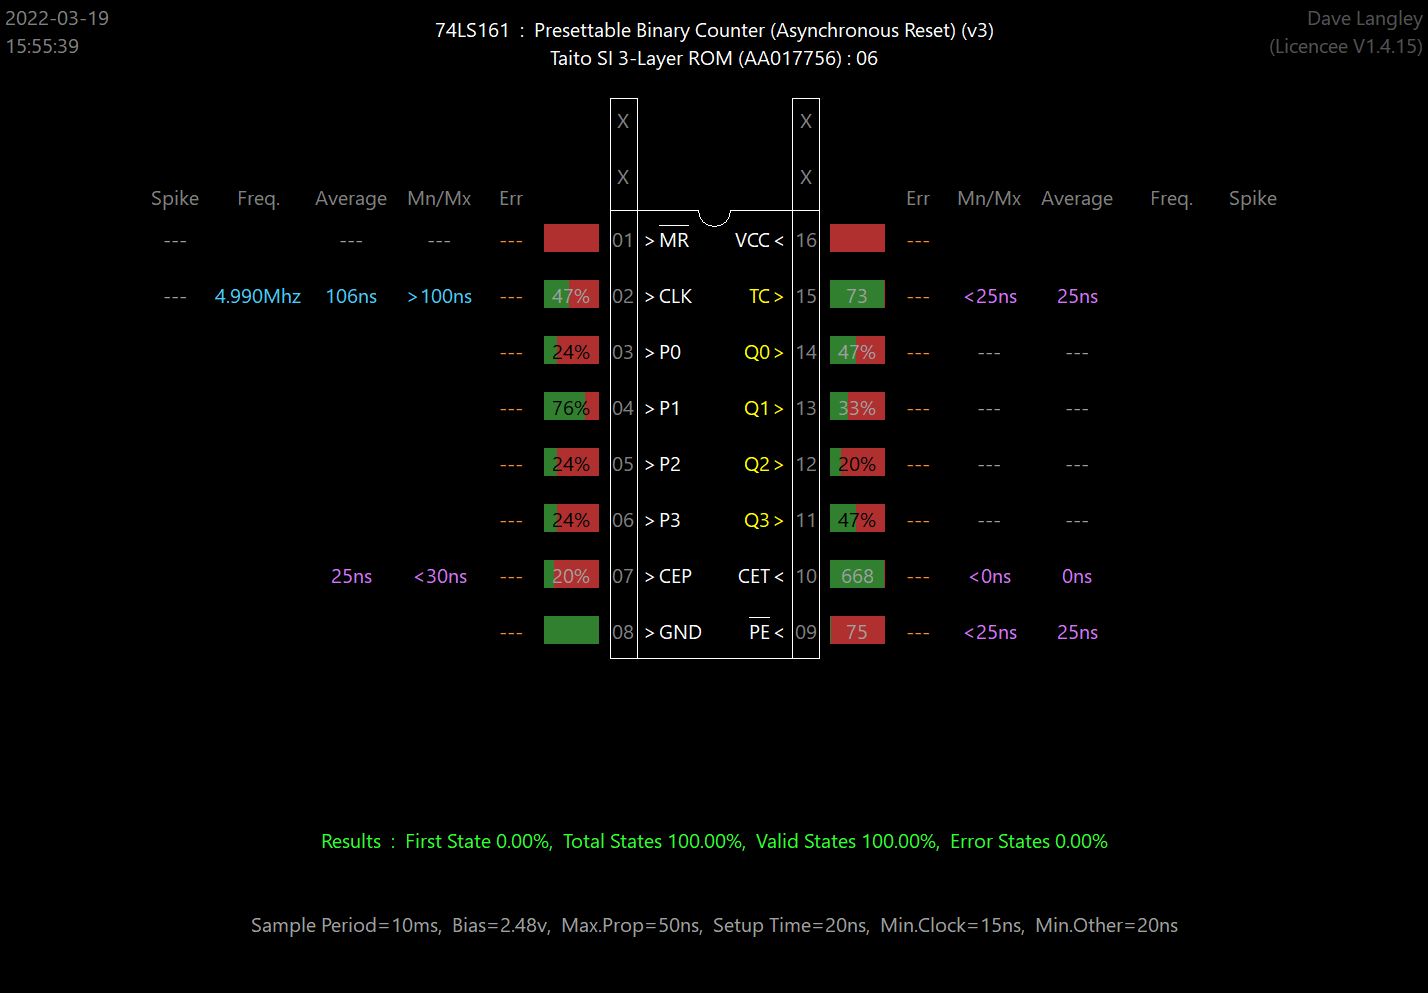 2022-03-19
15:55:39
74LS161 : Presettable Binary Counter (Asynchronous Reset) (v3)
Taito SI 3-Layer ROM (AA017756) : 06
Dave Langley
(Licencee V1.4.15)
X X
X X
Spike Freq. Average Mn/Mx Err Err Mn/Mx Average Freq. Spike
--- --- --- --- 01 >MR VCC< 16 ---
--- 4.990Mhz 106ns >100ns --- 47% 02 >CLK TC> 15 73 --- <25ns 25ns
--- 24% 03 >P0 Q0> 14 47% --- --- ---
--- 76% 04 >P1 Q1> 13 33% --- --- ---
--- 24% 05 >P2 Q2> 12 20% --- --- ---
--- 24% 06 >P3 Q3> 11 47% --- --- ---
25ns <30ns --- 20% 07 >CEP CET< 10 668 --- <0ns 0ns
--- 08 >GND PE< 09 75 --- <25ns 25ns
Results : First State 0.00%, Total States 100.00%, Valid States 100.00%, Error States 0.00%
Sample Period=10ms, Bias=2.48v, Max.Prop=50ns, Setup Time=20ns, Min.Clock=15ns, Min.Other=20ns